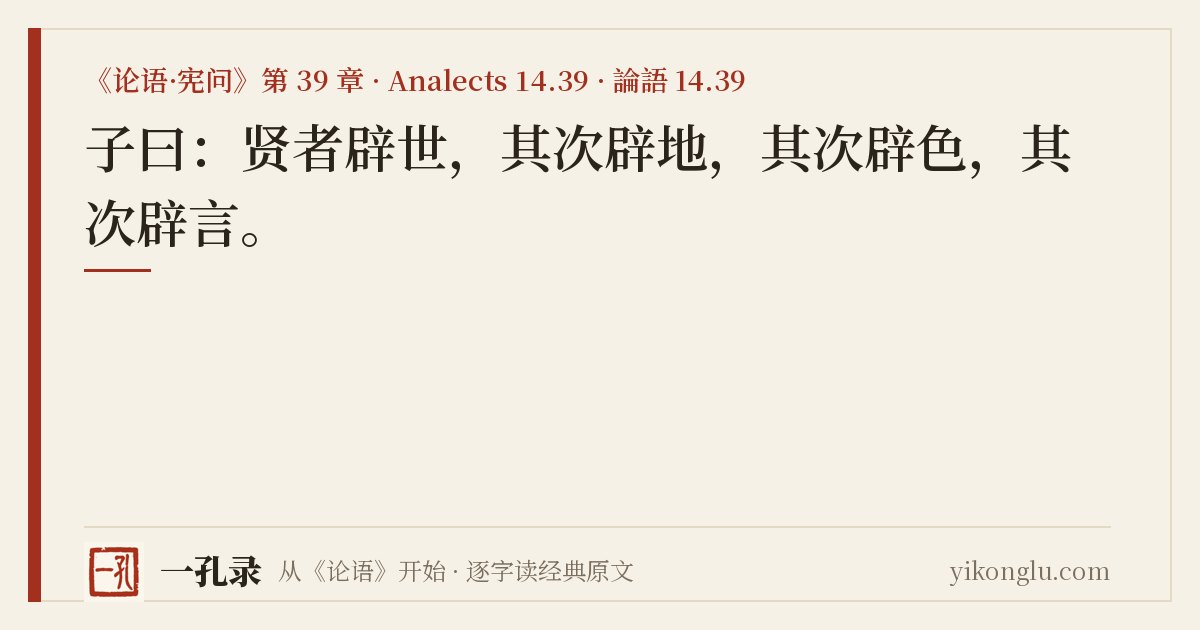 《论语·宪问》第 39 章 · Analects 14.39 · 論語 14.39
子曰：贤者辟世，其次辟地，其次辟色，其
次辟言。
一孔
一孔录
从《论语》开始 · 逐字读经典原文
yikonglu.com